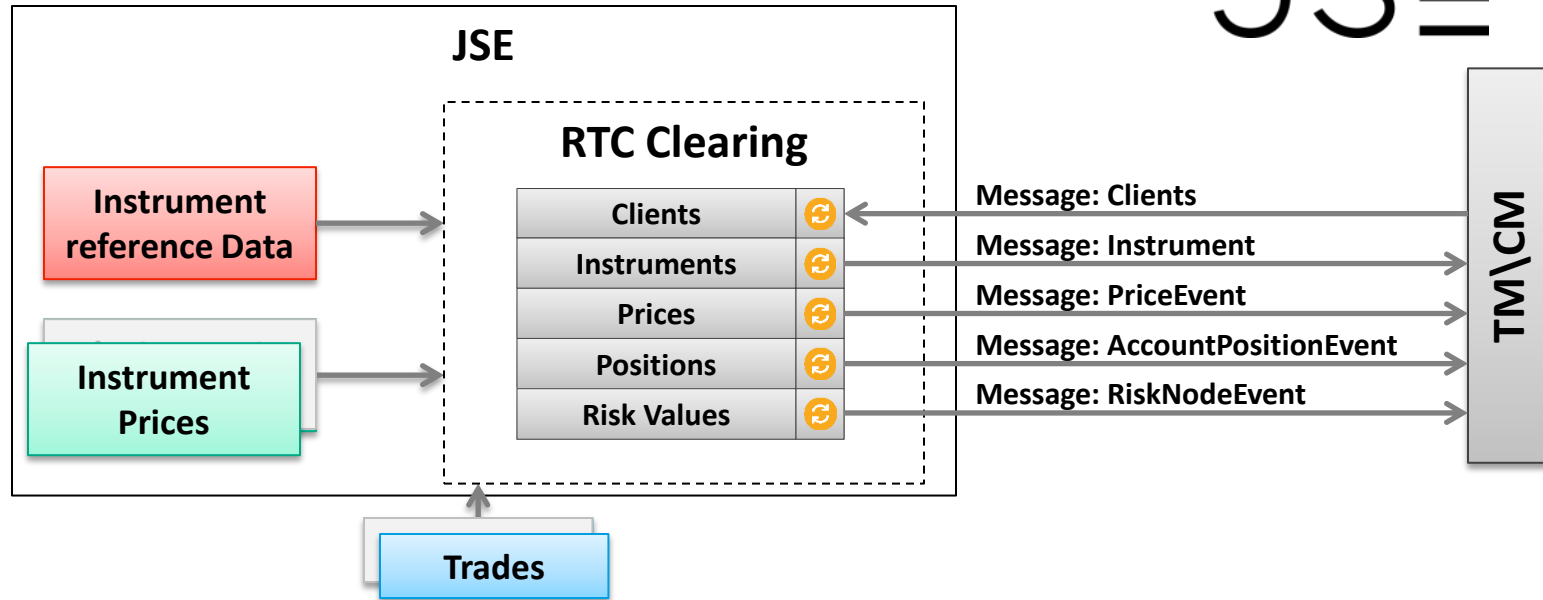 JSE
JSE
RTC Clearing
Instrument
reference Data
Clients
Instruments
Prices
Positions
Risk Values
Instrument
Prices
Trades
Message: Clients
Message: Instrument
Message: PriceEvent
Message: AccountPositionEvent
Message: RiskNodeEvent
TM\CM